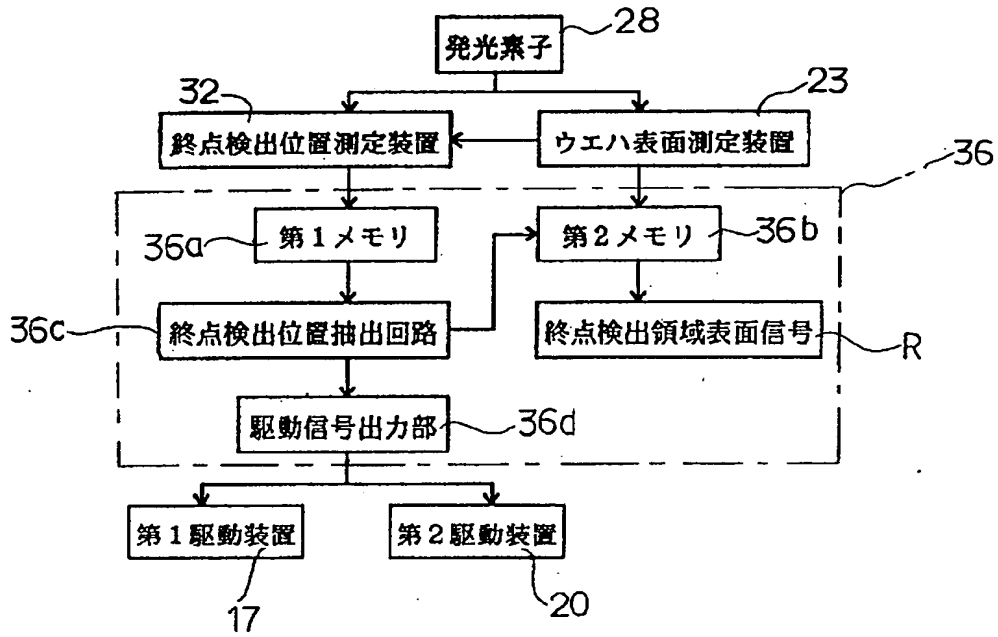 発光素子
28
32
23
終点検出位置測定装置
ウエハ表面測定装置
36
36a
第1メモリ
第2メモリ
36b
36c
終点検出位置抽出回路
終点検出領域表面信号
R
駆動信号出力部
36d
第1駆動装置
第2駆動装置
17
20